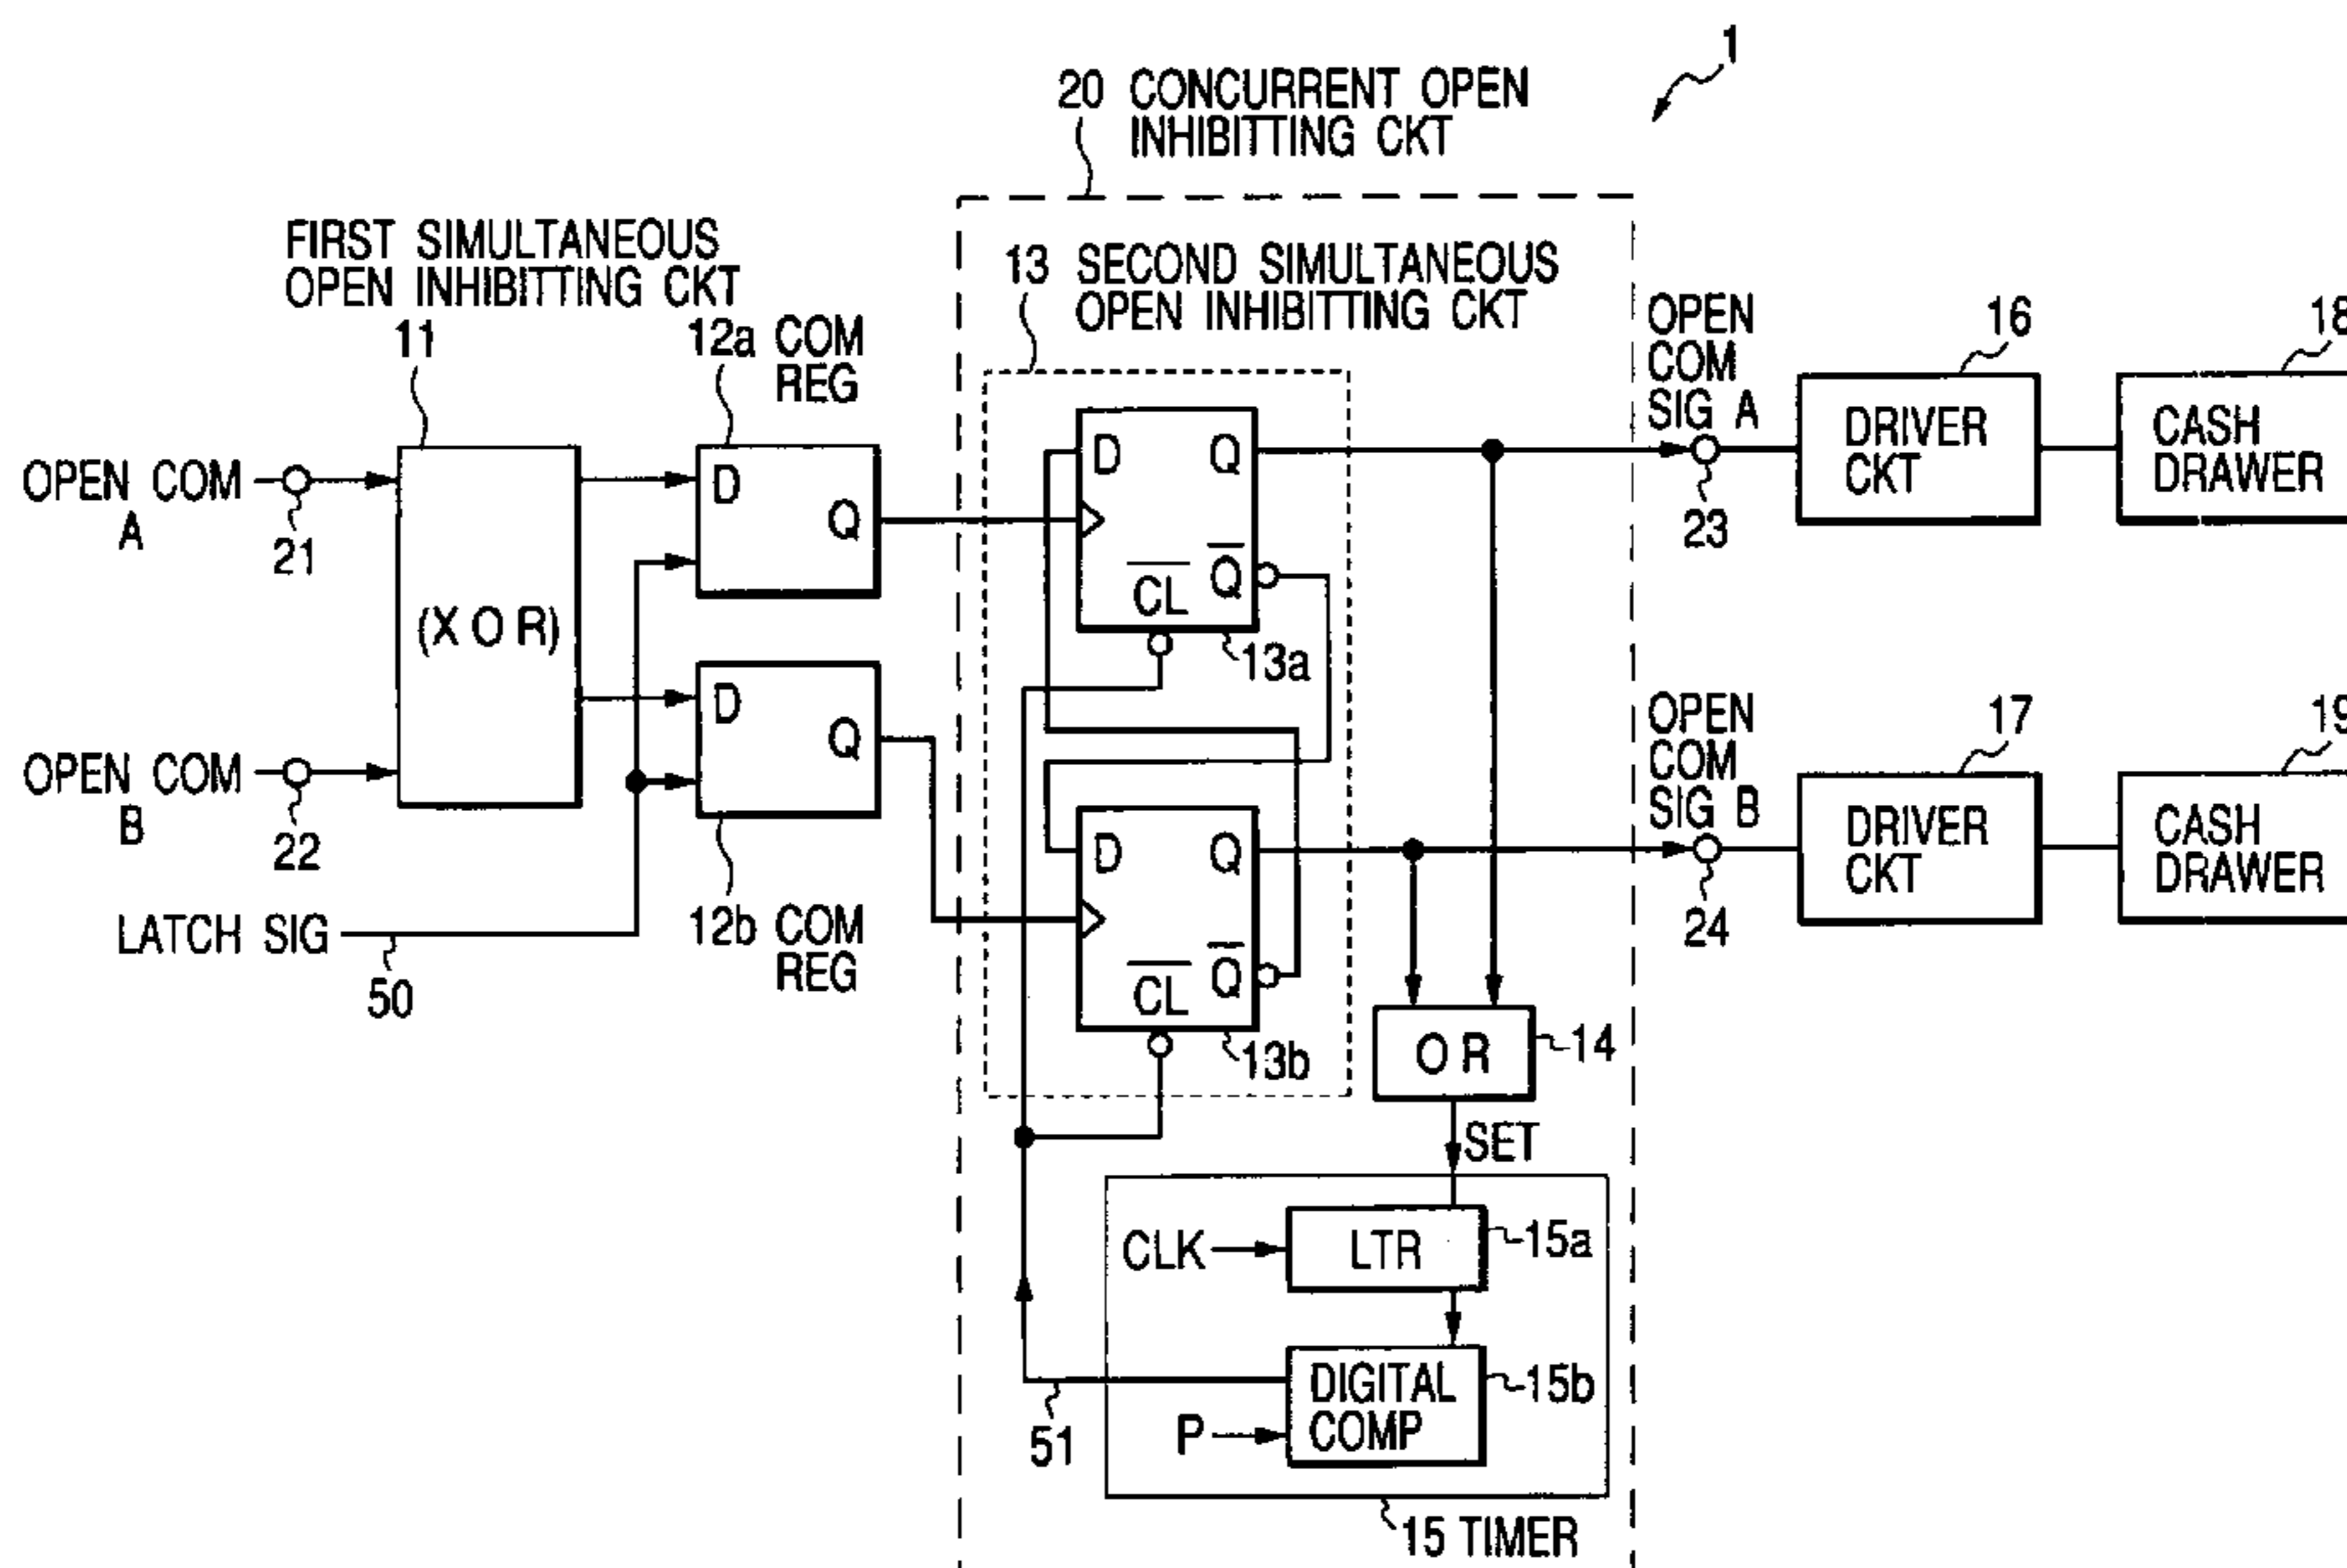 1
20 CONCURRENT OPEN
INHIBITTING CKT
FIRST SIMULTANEOUS
OPEN INHIBITTING CKT
11
12a COM
REG
13 SECOND SIMULTANEOUS
OPEN INHIBITTING CKT
OPEN
COM
SIG A
16
18
OPEN COM
A
21
(XOR)
D
Q
D
Q
Q
CL
13a
23
DRIVER
CKT
CASH
DRAWER
OPEN COM
B
22
D
Q
12b COM
REG
LATCH SIG
50
D
Q
Q
CL
13b
OPEN
COM
SIG B
24
17
19
DRIVER
CKT
CASH
DRAWER
OR
14
SET
CLK
LTR
15a
DIGITAL
COMP
15b
P
51
15 TIMER